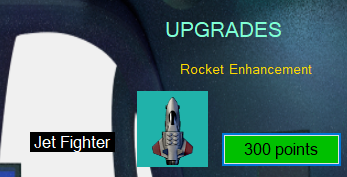 UPGRADES
Rocket Enhancement
Jet Fighter
300 points